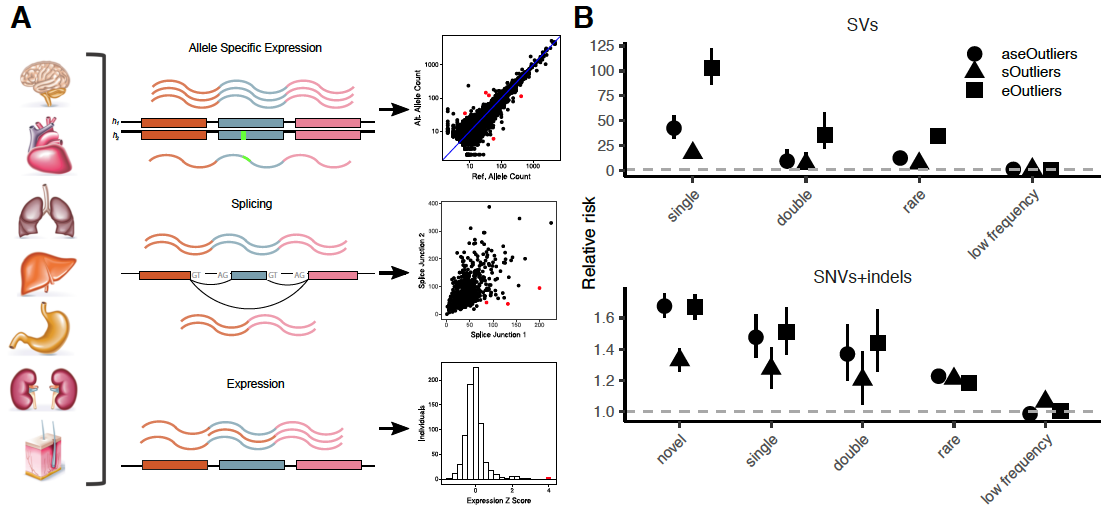 A
Allele Specific Expression
h1
h2
Alt. Allele Count
1000
100
10
10
100
1000
Ref, Allele Count
Splicing
GT
AG
GT
AG
Splice Junction 2
400
300
200
100
0
0
50
100
150
200
Splice Junction 1
Expression
Individuals
200
150
100
50
0
0
2
4
Expression Z Score
B
SVs
Relative risk
125
100
75
50
25
0
aseOutliers
sOutliers
eOutliers
single
double
rare
low frequency
SNVs+indels
1.6
1.4
1.2
1.0
novel
single
double
rare
low frequency